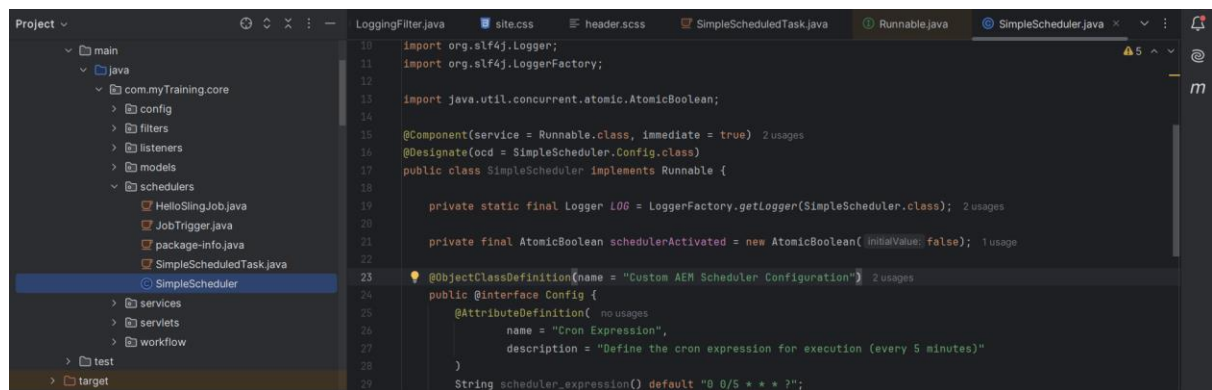 Project
main
java
com.myTraining.core
config
filters
listeners
models
schedulers
HelloSlingJob.java
JobTrigger.java
package-info.java
SimpleScheduledTask.java
SimpleScheduler
services
servlets
workflow
test
target
LoggingFilter.java site.css header.scss SimpleScheduledTask.java Runnable.java SimpleScheduler.java
5
m
10 import org.slf4j.Logger;
11 import org.slf4j.LoggerFactory;
12
13 import java.util.concurrent.atomic.AtomicBoolean;
14
15 @Component(service = Runnable.class, immediate = true) 2 usages
16 @Designate(ocd = SimpleScheduler.Config.class)
17 public class SimpleScheduler implements Runnable {
18
19 private static final Logger LOG = LoggerFactory.getLogger(SimpleScheduler.class); 2 usages
20
21 private final AtomicBoolean schedulerActivated = new AtomicBoolean( initialValue: false); 1 usage
22
23 @ObjectClassDefinition(name = "Custom AEM Scheduler Configuration") 2 usages
24 public @interface Config {
25 @AttributeDefinition( no usages
26 name = "Cron Expression",
27 description = "Define the cron expression for execution (every 5 minutes)"
28 )
29 String scheduler_expression() default "0 0/5 * * * ?";